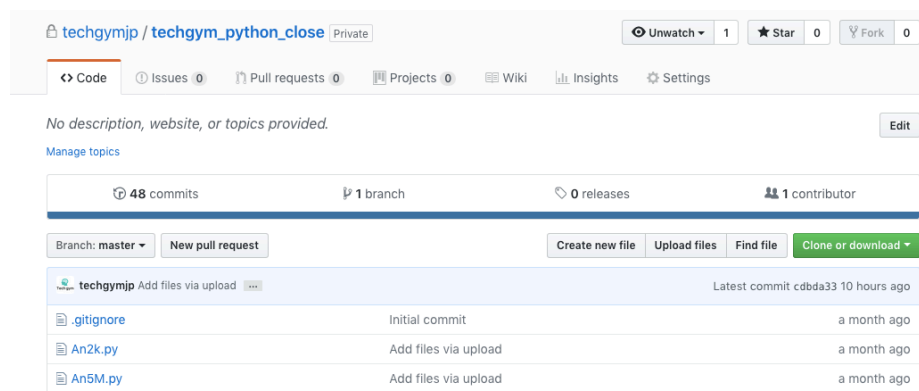 techgymjp / techgym_python_close Private
Unwatch 1 Star 0 Fork 0
Code Issues 0 Pull requests 0 Projects 0 Wiki Insights Settings
No description, website, or topics provided. Edit
Manage topics
48 commits 1 branch 0 releases 1 contributor
Branch: master New pull request Create new file Upload files Find file Clone or download
techgymjp Add files via upload ... Latest commit cdbda33 10 hours ago
.gitignore Initial commit a month ago
An2k.py Add files via upload a month ago
An5M.py Add files via upload a month ago